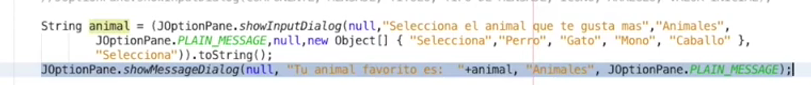 String animal = (JOptionPane.showInputDialog(null,"Selecciona el animal que te gusta mas","Animales",
JOptionPane.PLAIN_MESSAGE,null,new Object[] { "Selecciona","Perro", "Gato", "Mono", "Caballo" },
"Selecciona")).toString();
JOptionPane.showMessageDialog(null, "Tu animal favorito es:  "+animal, "Animales", JOptionPane.PLAIN_MESSAGE);